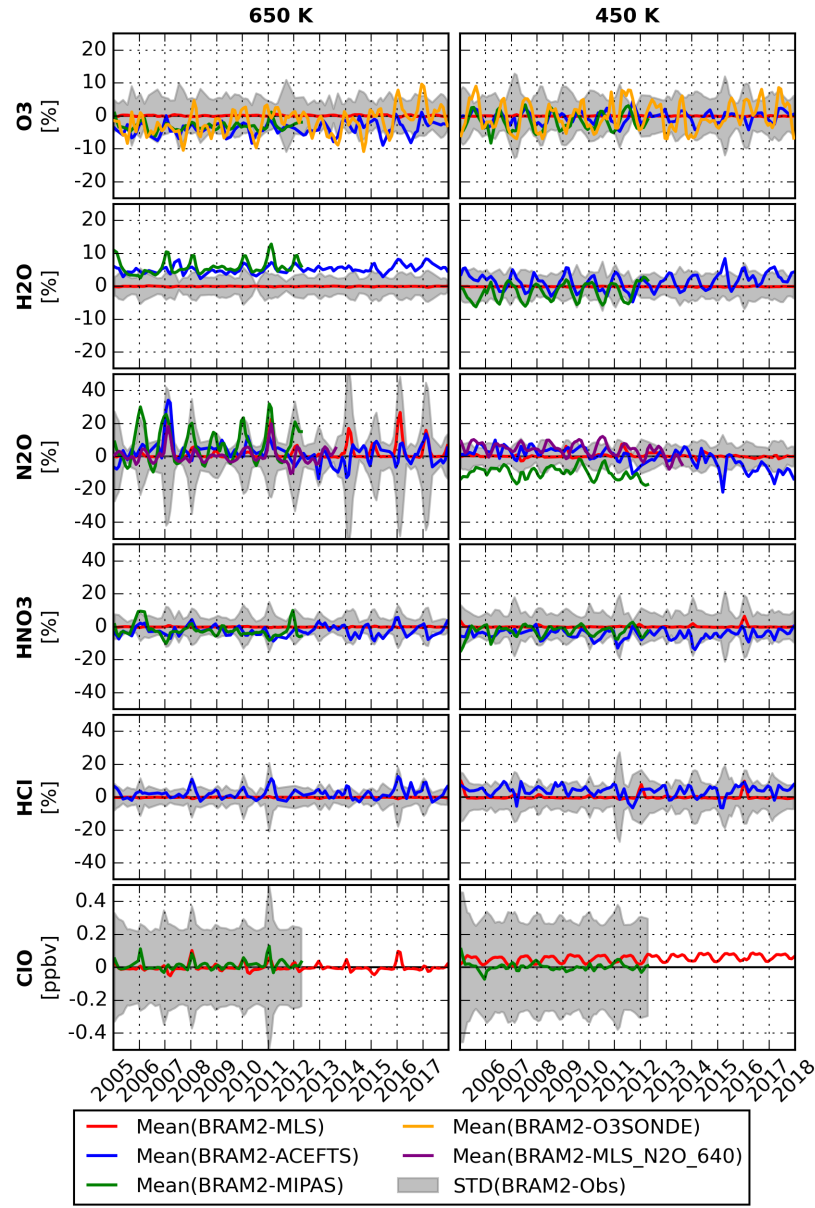 650 K 450 K
O3
[%]
20
10
0
-10
-20
H2O
[%]
20
10
0
-10
-20
N2O
[%]
40
20
0
-20
-40
HNO3
[%]
40
20
0
-20
-40
HCl
[%]
40
20
0
-20
-40
ClO
[ppbv]
0.4
0.2
0
-0.2
-0.4
2005 2006 2007 2008 2009 2010 2011 2012 2013 2014 2015 2016 2017
2006 2007 2008 2009 2010 2011 2012 2013 2014 2015 2016 2017 2018
Mean(BRAM2-MLS) Mean(BRAM2-O3SONDE)
Mean(BRAM2-ACEFTS) Mean(BRAM2-MLS_N2O_640)
Mean(BRAM2-MIPAS) STD(BRAM2-Obs)